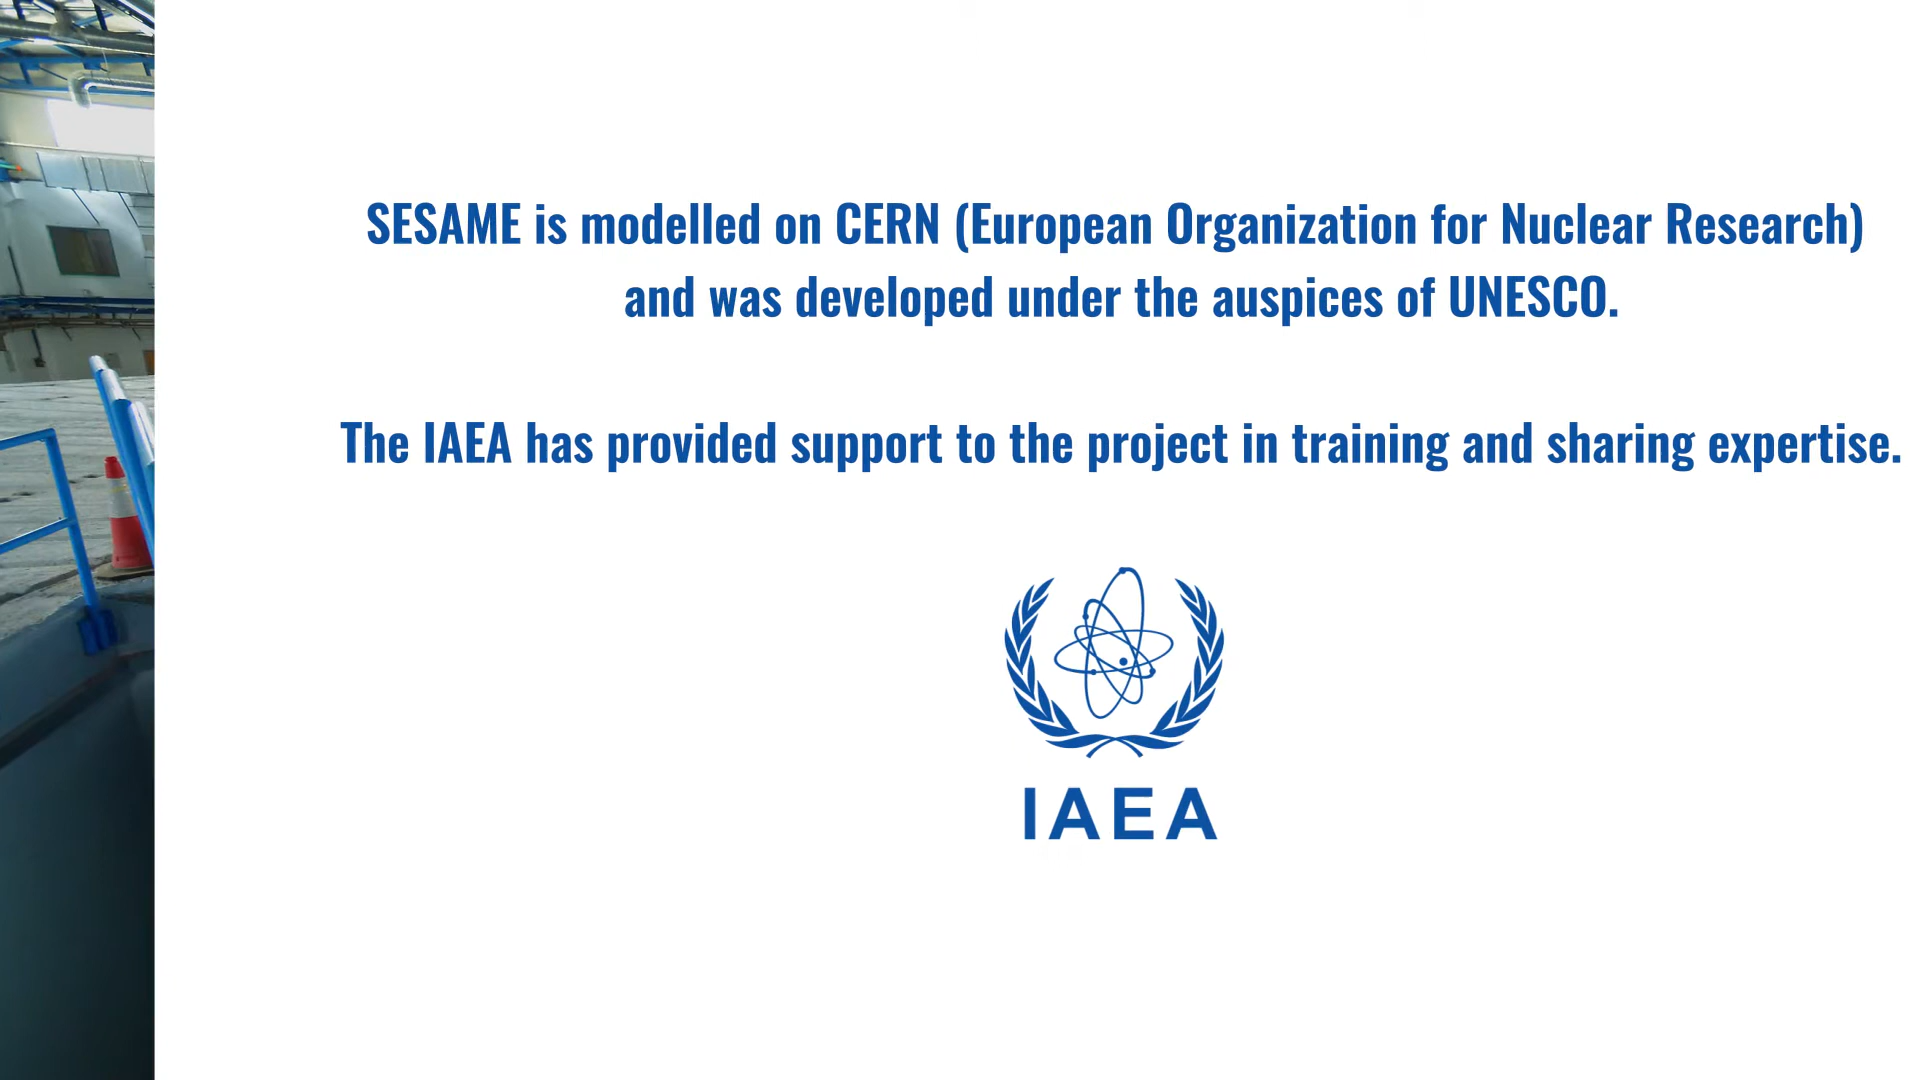 SESAME is modelled on CERN (European Organization for Nuclear Research)
and was developed under the auspices of UNESCO.
The IAEA has provided support to the project in training and sharing expertise.
IAEA